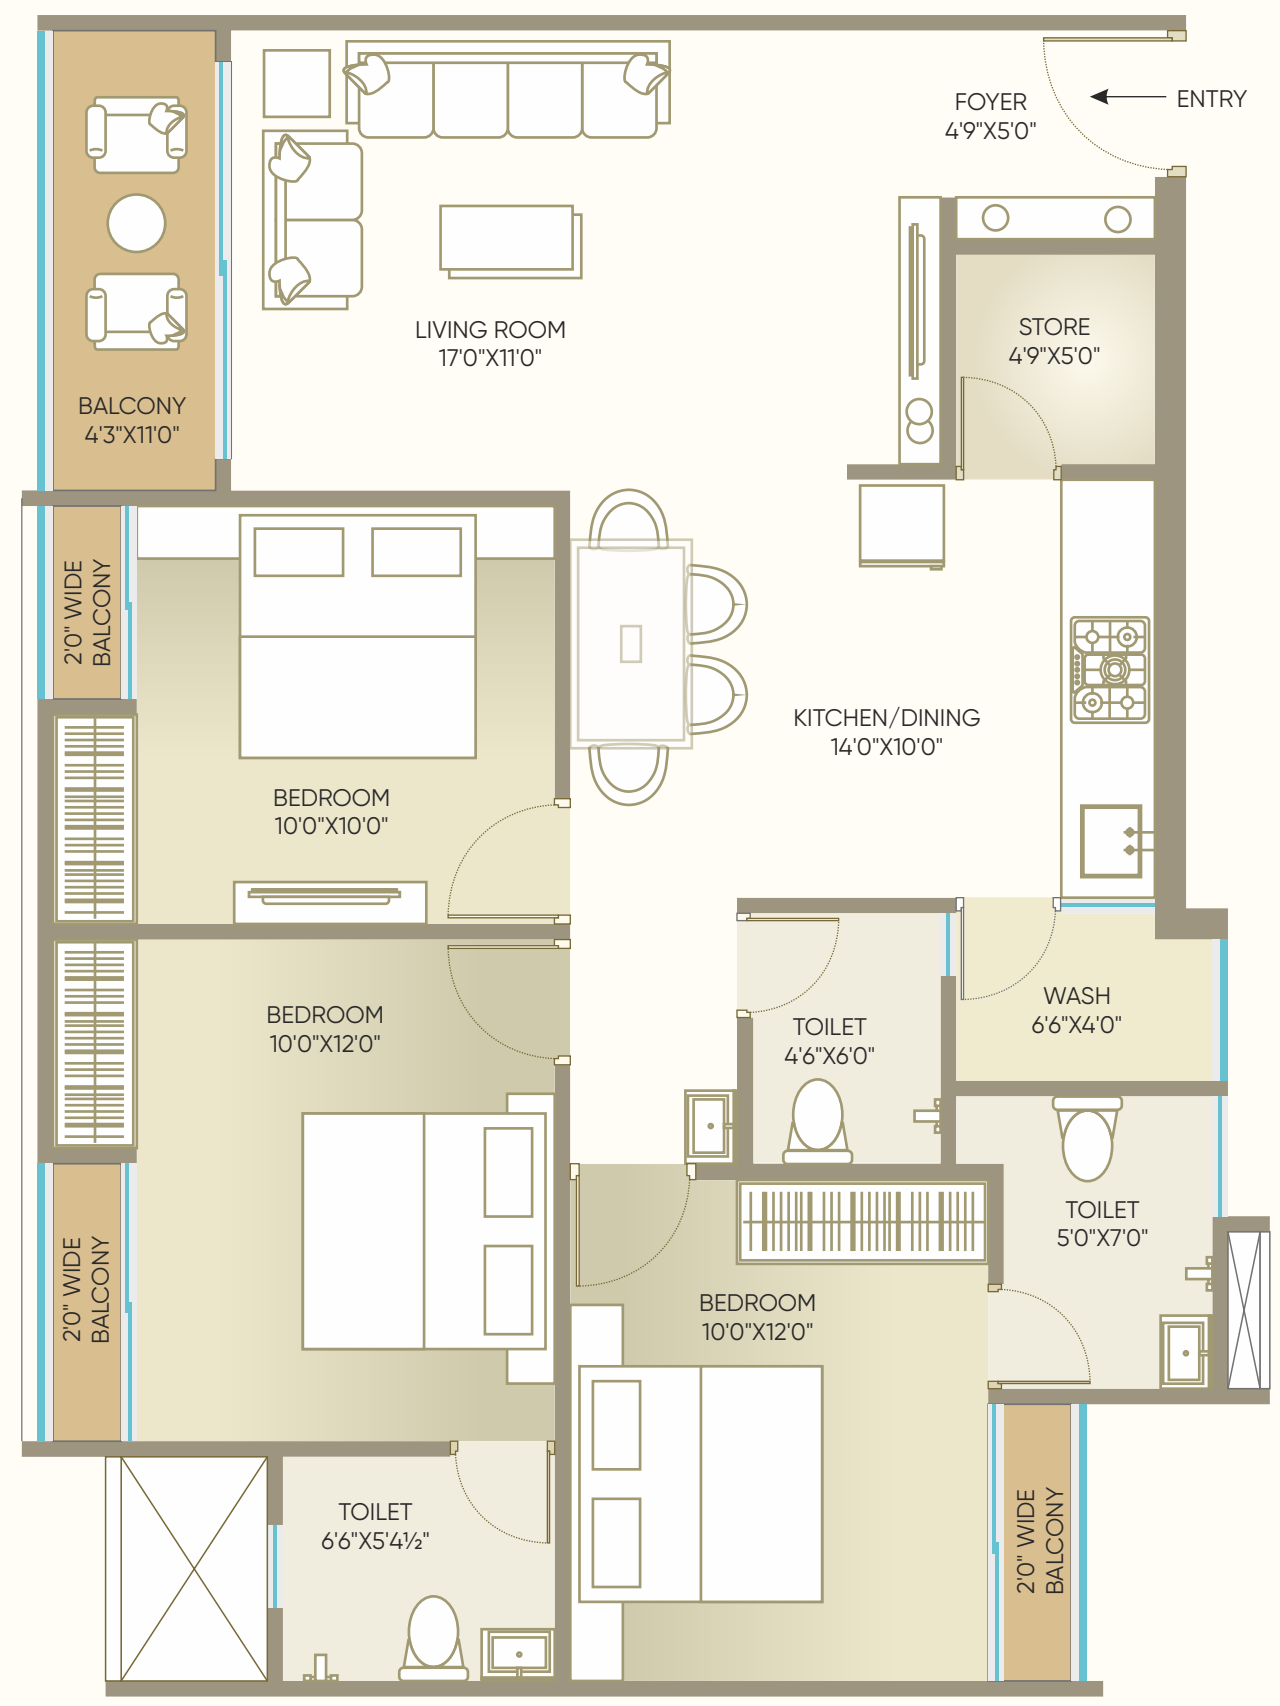 FOYER
4'9"X5'0"
ENTRY
LIVING ROOM
17'0"X11'0"
STORE
4'9"X5'0"
BALCONY
4'3"X11'0"
2'0" WIDE
BALCONY
KITCHEN/DINING
14'0"X10'0"
BEDROOM
10'0"X10'0"
BEDROOM
10'0"X12'0"
TOILET
4'6"X6'0"
WASH
6'6"X4'0"
TOILET
5'0"X7'0"
2'0" WIDE
BALCONY
BEDROOM
10'0"X12'0"
TOILET
6'6"X5'4½"
2'0" WIDE
BALCONY